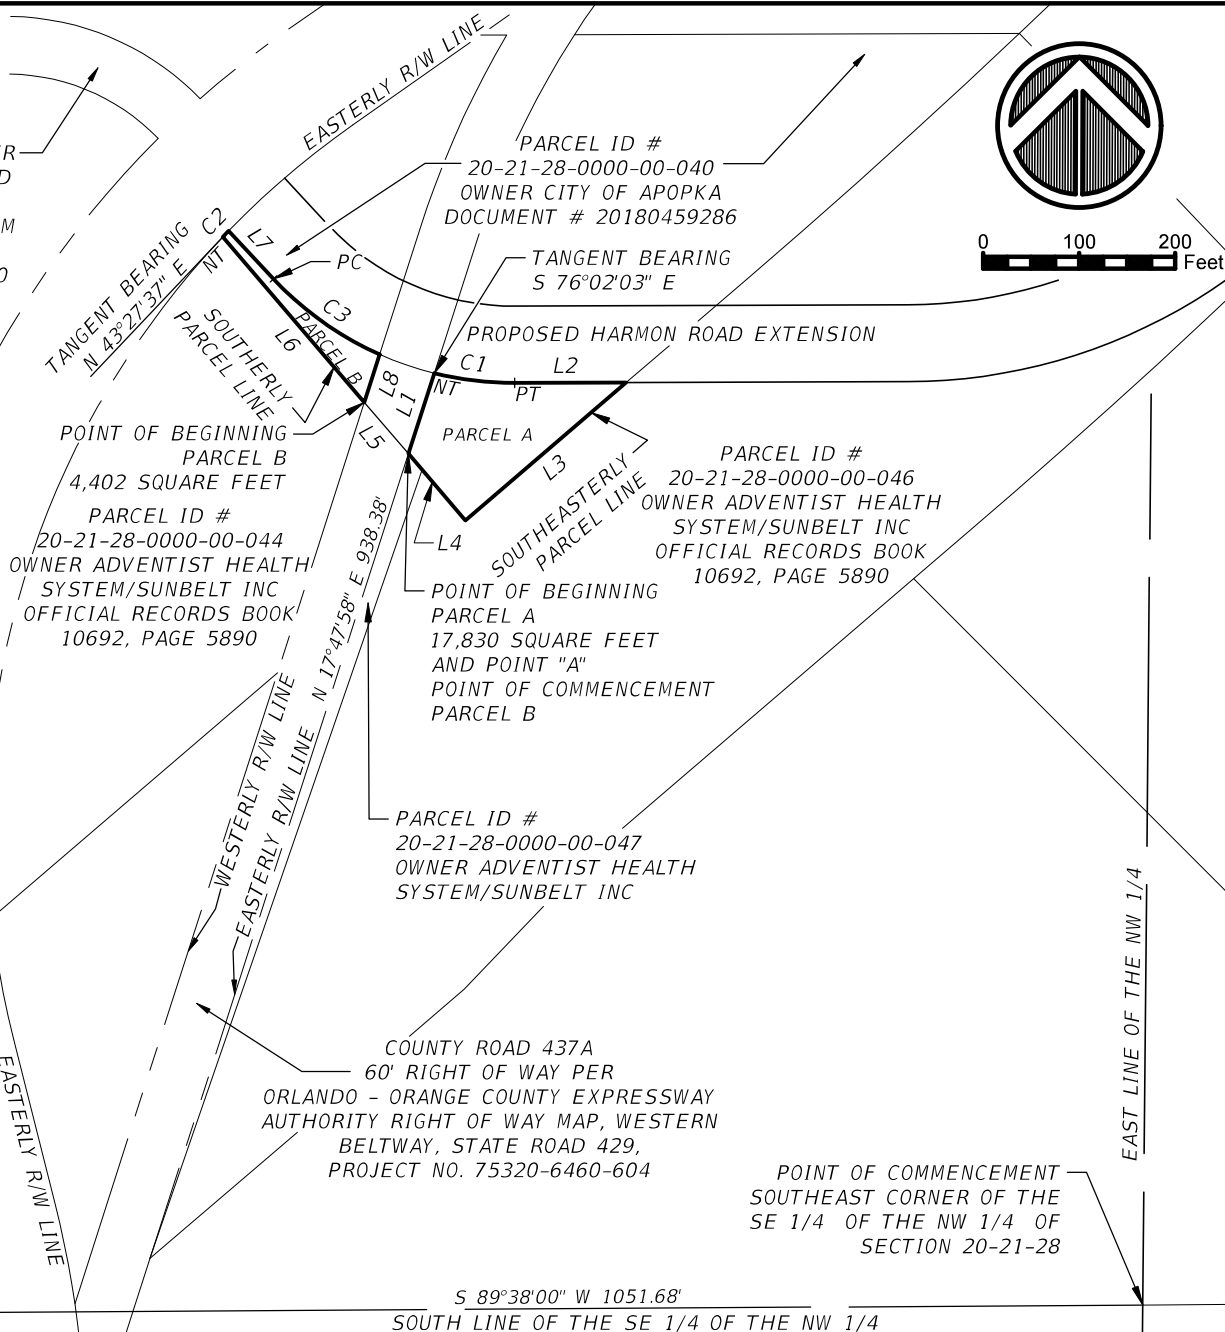 EASTERLY R/W LINE
0 100 200
Feet
R
D
M
0
PARCEL ID #
20-21-28-0000-00-040
OWNER CITY OF APOPKA
DOCUMENT # 20180459286
TANGENT BEARING
N 43°27'37" E
C2
NT
L7
PC
C3
TANGENT BEARING
S 76°02'03" E
SOUTHERLY
PARCEL LINE
L6
PARCEL B
PROPOSED HARMON ROAD EXTENSION
L8
L1
C1
L2
NT
PT
L5
PARCEL A
L3
L4
POINT OF BEGINNING
PARCEL B
4,402 SQUARE FEET
PARCEL ID #
20-21-28-0000-00-044
OWNER ADVENTIST HEALTH
SYSTEM/SUNBELT INC
OFFICIAL RECORDS BOOK
10692, PAGE 5890
SOUTHEASTERLY
PARCEL LINE
PARCEL ID #
20-21-28-0000-00-046
OWNER ADVENTIST HEALTH
SYSTEM/SUNBELT INC
OFFICIAL RECORDS BOOK
10692, PAGE 5890
POINT OF BEGINNING
PARCEL A
17,830 SQUARE FEET
AND POINT "A"
POINT OF COMMENCEMENT
PARCEL B
N 17°47'58" E 938.38'
WESTERLY R/W LINE
EASTERLY R/W LINE
PARCEL ID #
20-21-28-0000-00-047
OWNER ADVENTIST HEALTH
SYSTEM/SUNBELT INC
EAST LINE OF THE NW 1/4
COUNTY ROAD 437A
60' RIGHT OF WAY PER
ORLANDO - ORANGE COUNTY EXPRESSWAY
AUTHORITY RIGHT OF WAY MAP, WESTERN
BELTWAY, STATE ROAD 429,
PROJECT NO. 75320-6460-604
EASTERLY R/W LINE
POINT OF COMMENCEMENT
SOUTHEAST CORNER OF THE
SE 1/4 OF THE NW 1/4 OF
SECTION 20-21-28
S 89°38'00" W 1051.68'
SOUTH LINE OF THE SE 1/4 OF THE NW 1/4